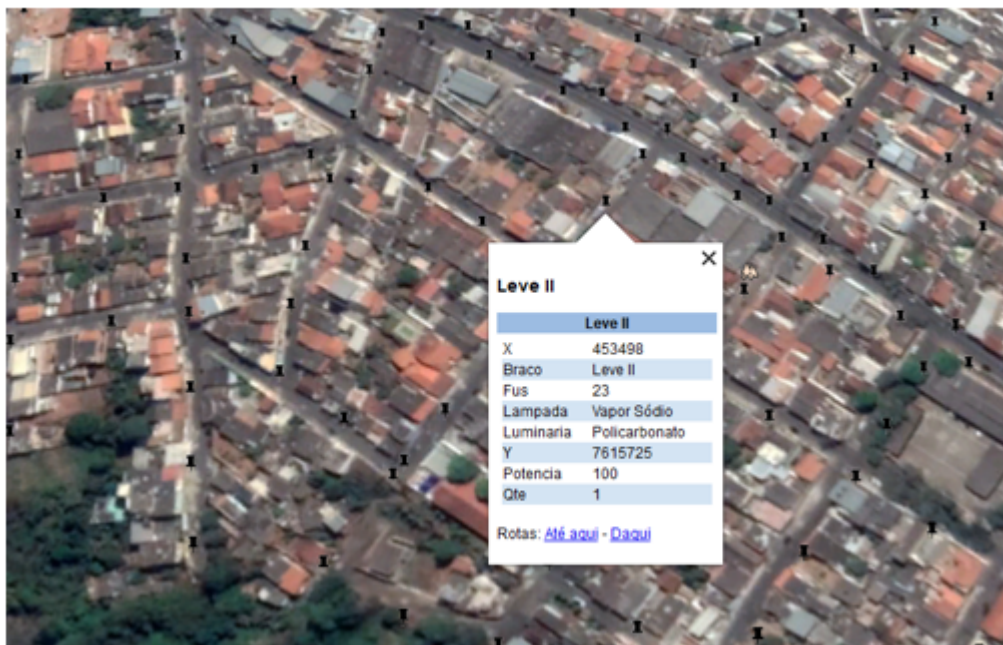 Leve II
Leve II
X 453498
Braco Leve II
Fus 23
Lampada Vapor Sódio
Luminaria Policarbonato
Y 7615725
Potencia 100
Qte 1
Rotas: Até aqui - Daqui